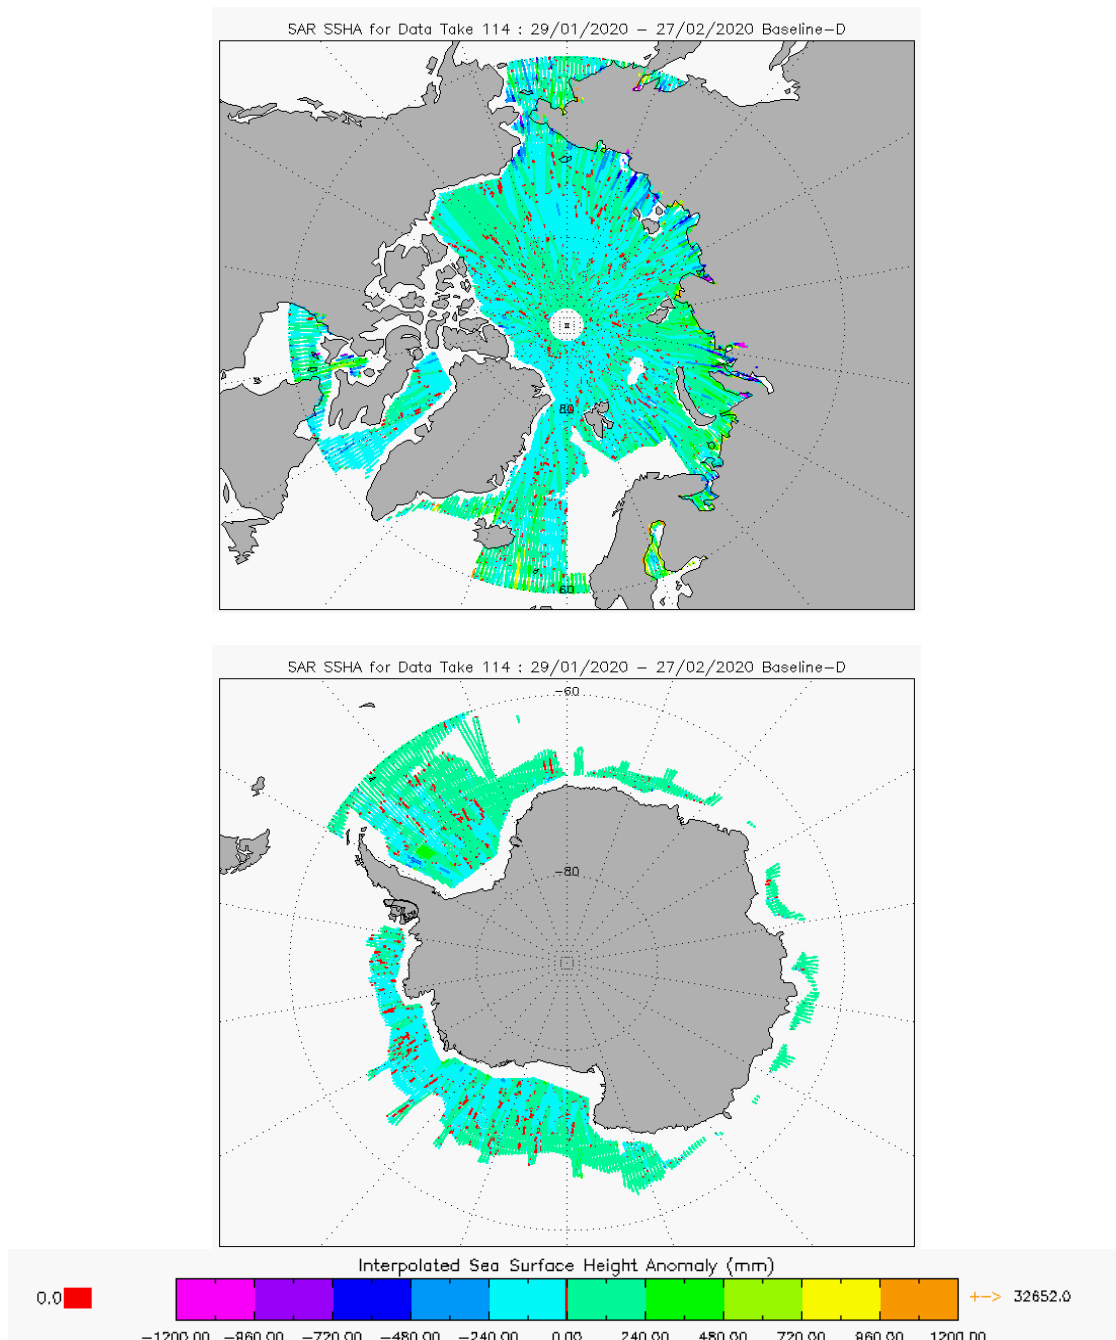 SAR SSHA for Data Take 114 : 29/01/2020 – 27/02/2020 Baseline–D
80
60
SAR SSHA for Data Take 114 : 29/01/2020 – 27/02/2020 Baseline–D
–60
–80
Interpolated Sea Surface Height Anomaly (mm)
0.0
+–> 32652.0
–1200.00 –960.00 –720.00 –480.00 –240.00 0.00 240.00 480.00 720.00 960.00 1200.00